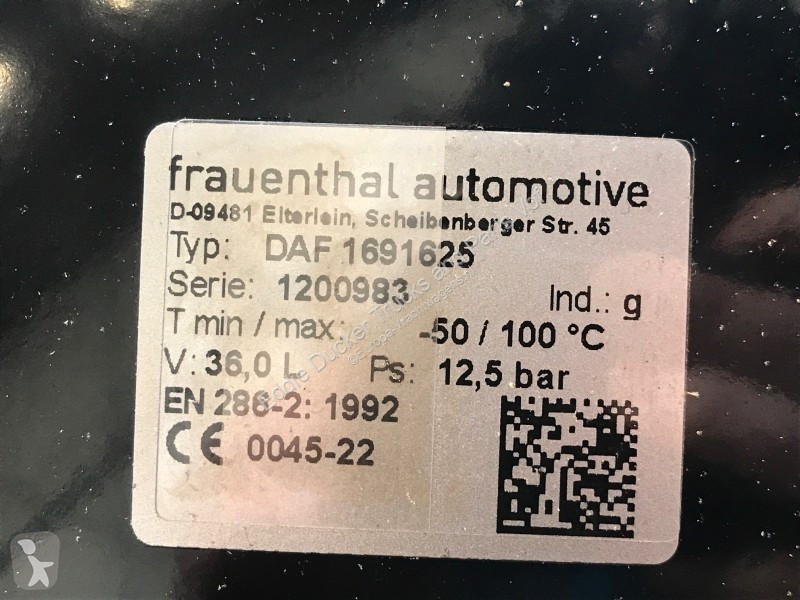 frauenthal automotive
D-09481 Elterlein, Scheibenberger Str. 45
Typ: DAF 1691625
Serie: 1200983 Ind.: g
T min / max: -50 / 100 °C
V: 36,0 L Ps: 12,5 bar
EN 286-2: 1992
CE 0045-22